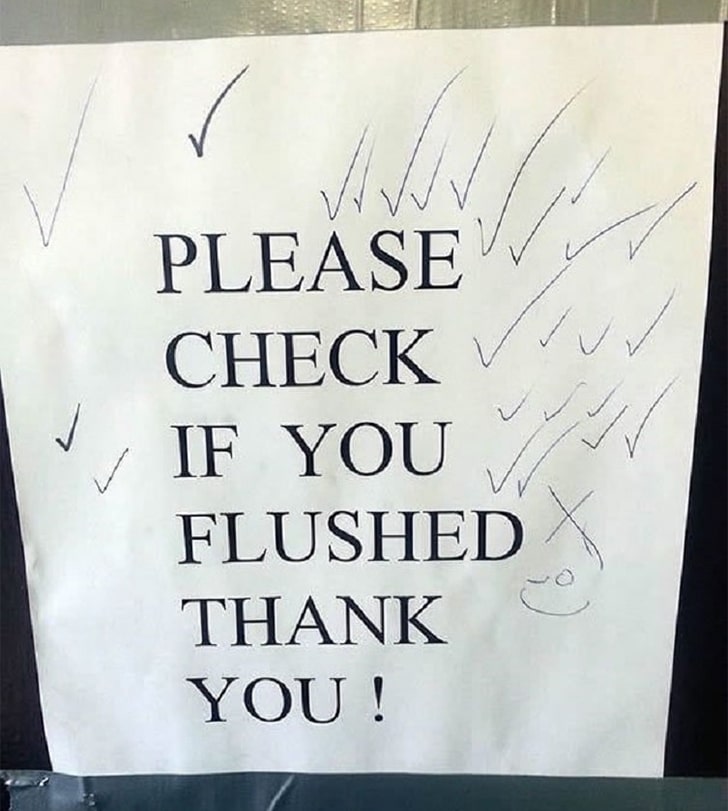 PLEASE
CHECK
IF YOU
FLUSHED
THANK
YOU !